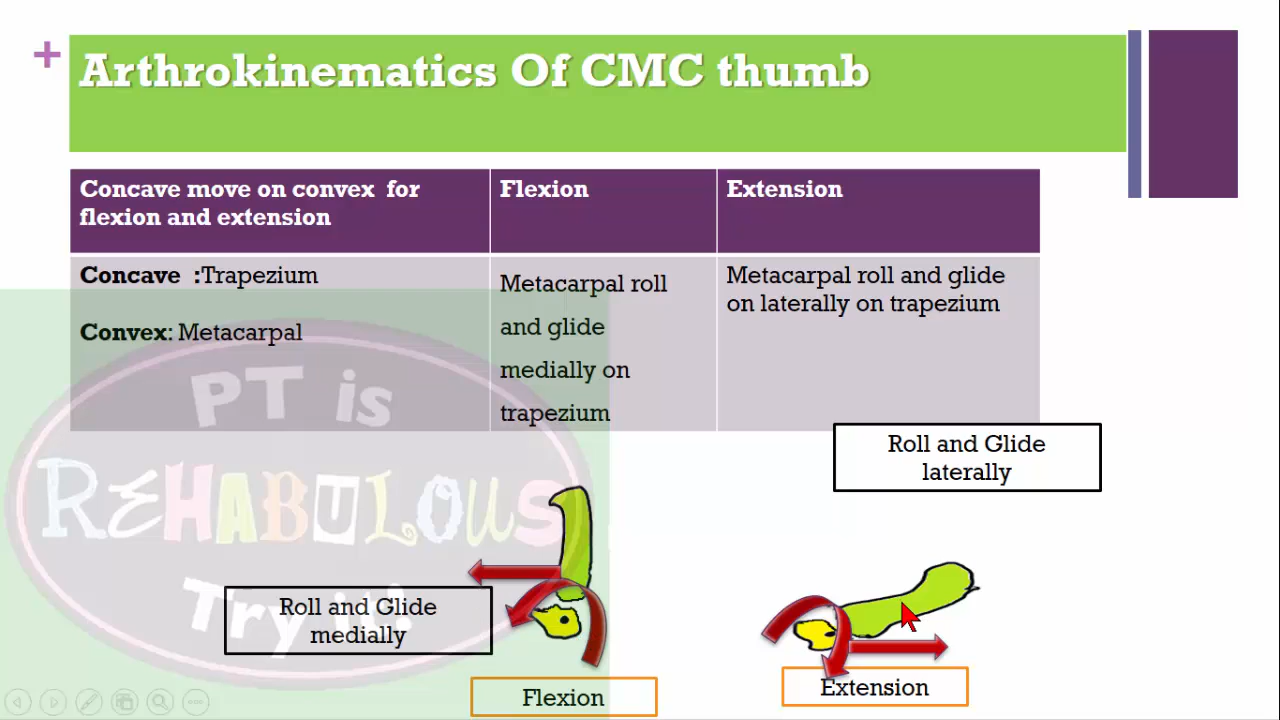 +
Arthrokinematics Of CMC thumb
Concave move on convex for
flexion and extension
Flexion
Extension
Concave :Trapezium
Convex: Metacarpal
Metacarpal roll
and glide
medially on
trapezium
Metacarpal roll and glide
on laterally on trapezium
PT is
REHABULOUS
Try it!
Roll and Glide
laterally
Roll and Glide
medially
Flexion
Extension